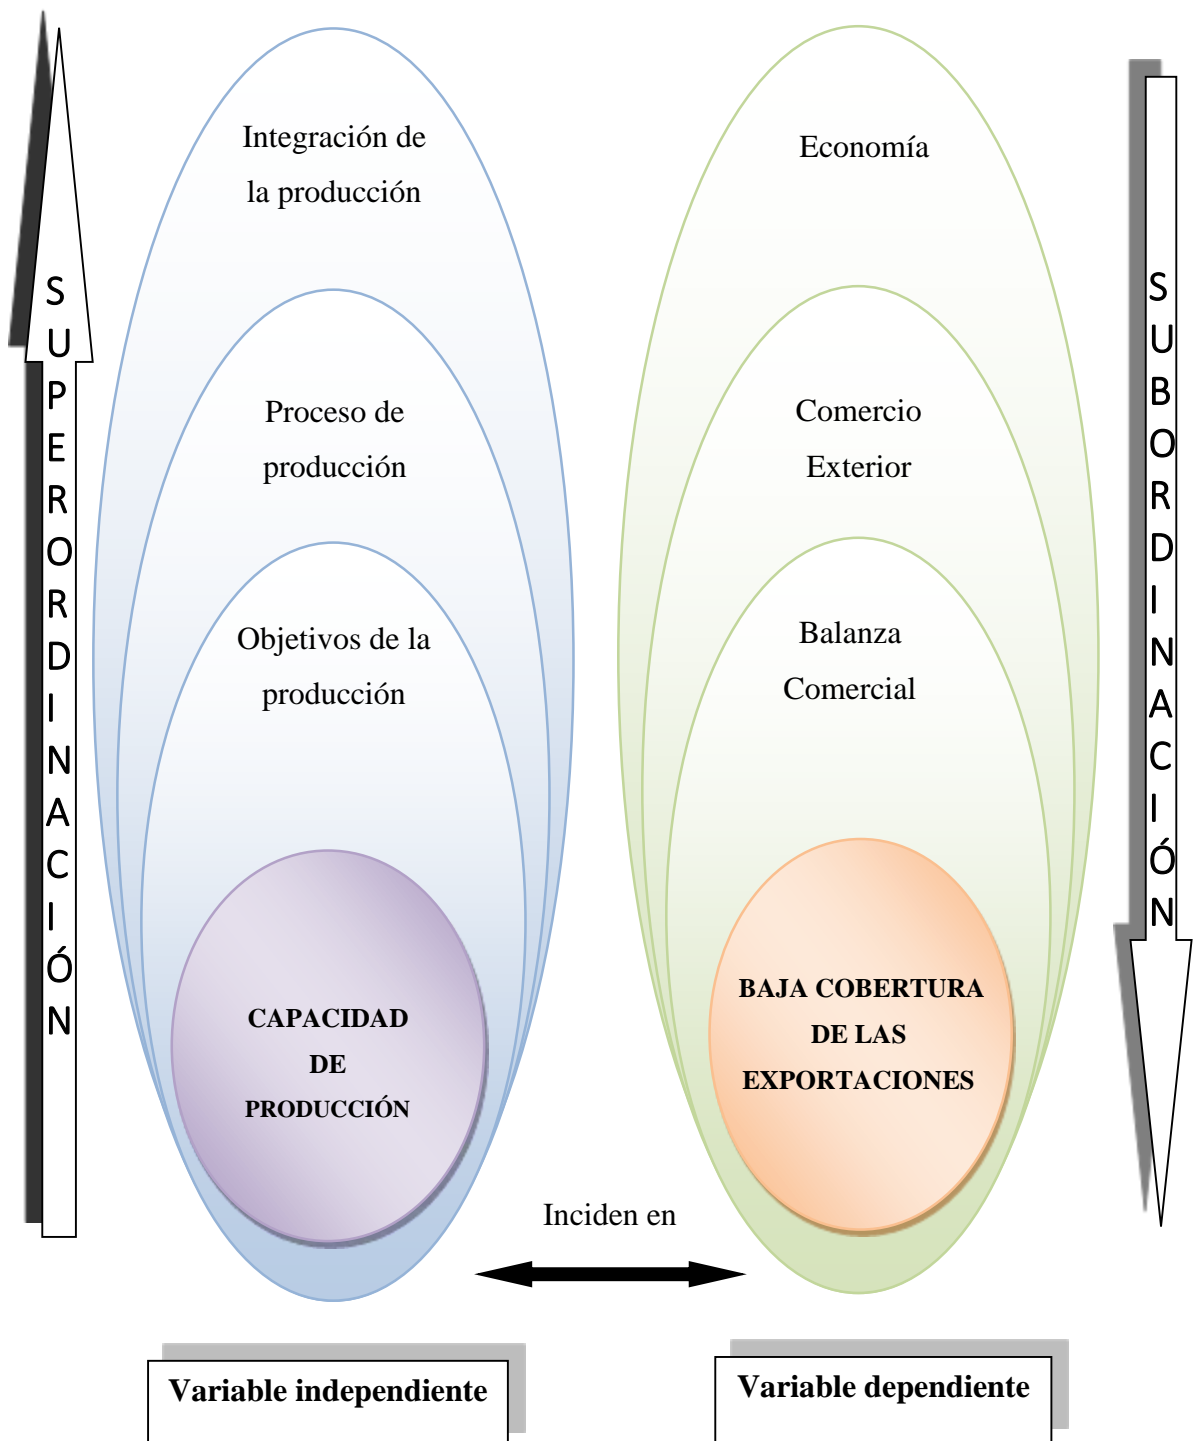 SUPERORDINACIÓN
Integración de
la producción
Proceso de
producción
Objetivos de la
producción
CAPACIDAD
DE
PRODUCCIÓN
Economía
Comercio
Exterior
Balanza
Comercial
BAJA COBERTURA
DE LAS
EXPORTACIONES
SUBORDINACIÓN
Inciden en
Variable independiente
Variable dependiente